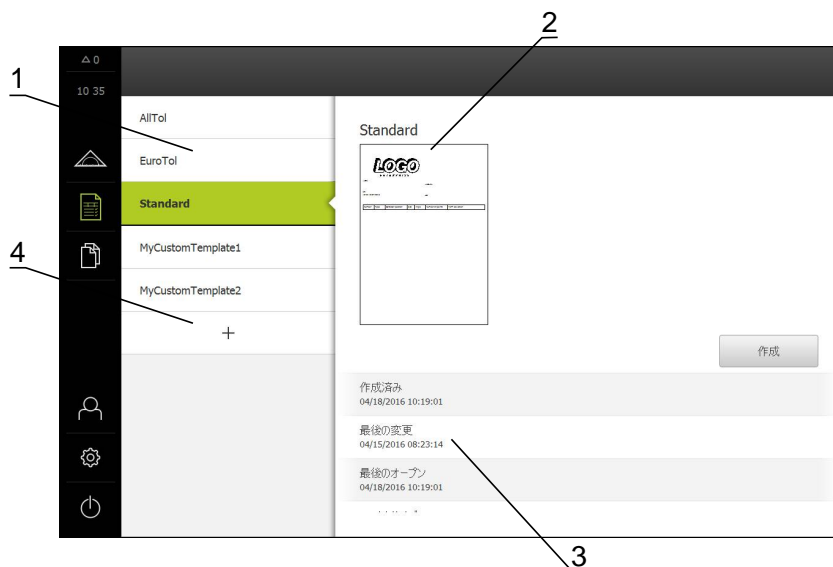 2
△ 0
1
10 35
AllTol
EuroTol
Standard
MyCustomTemplate1
MyCustomTemplate2
+
4
Standard
LOGO
作成
作成済み
04/18/2016 10:19:01
最後の変更
04/15/2016 08:23:14
最後のオープン
04/18/2016 10:19:01
3